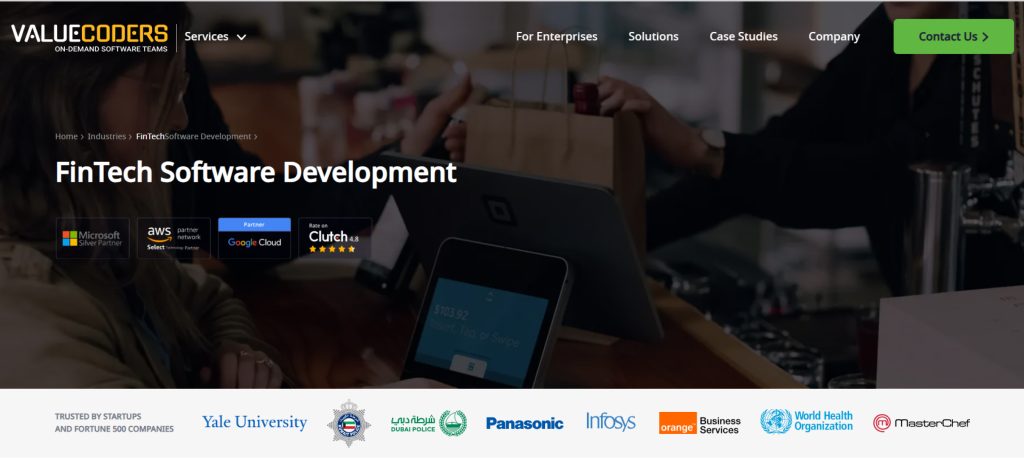 VALUECODERS
ON-DEMAND SOFTWARE TEAMS
Services
For Enterprises
Solutions
Case Studies
Company
Contact Us
Home > Industries > FinTechSoftware Development >
FinTech Software Development
Microsoft
Silver Partner
aws partner network
Select Technology Partner
Partner
Google Cloud
Rate on
Clutch 4.8
$103.92
Insert, Tap, or Swipe
TRUSTED BY STARTUPS
AND FORTUNE 500 COMPANIES
Yale University
شرطة دبي
DUBAI POLICE
Panasonic
Infosys
orange™
Business
Services
World Health
Organization
MasterChef